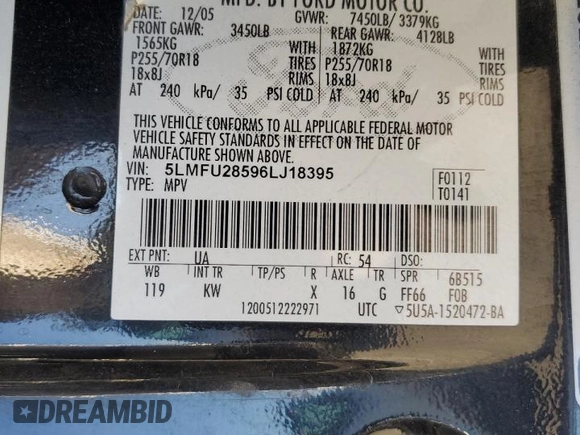 MFD. BY FORD MOTOR CO.
DATE: 12/05 GVWR: 7450LB/ 3379KG
FRONT GAWR: 3450LB REAR GAWR: 4128LB
1565KG WITH 1872KG WITH
P255/70R18 TIRES P255/70R18 TIRES
18x8J RIMS 18x8J RIMS
AT 240 kPa/ 35 PSI COLD AT 240 kPa/ 35 PSI COLD
THIS VEHICLE CONFORMS TO ALL APPLICABLE FEDERAL MOTOR
VEHICLE SAFETY STANDARDS IN EFFECT ON THE DATE OF
MANUFACTURE SHOWN ABOVE.
VIN: 5LMFU28596LJ18395 F0112
TYPE: MPV T0141
EXT PNT: UA RC: 54 DSO:
WB INT TR TP/PS R AXLE TR SPR 6B515
119 KW X 16 G FF66 F0B
1200512222971 UTC ▽5U5A-1520472-BA
DREAMBID